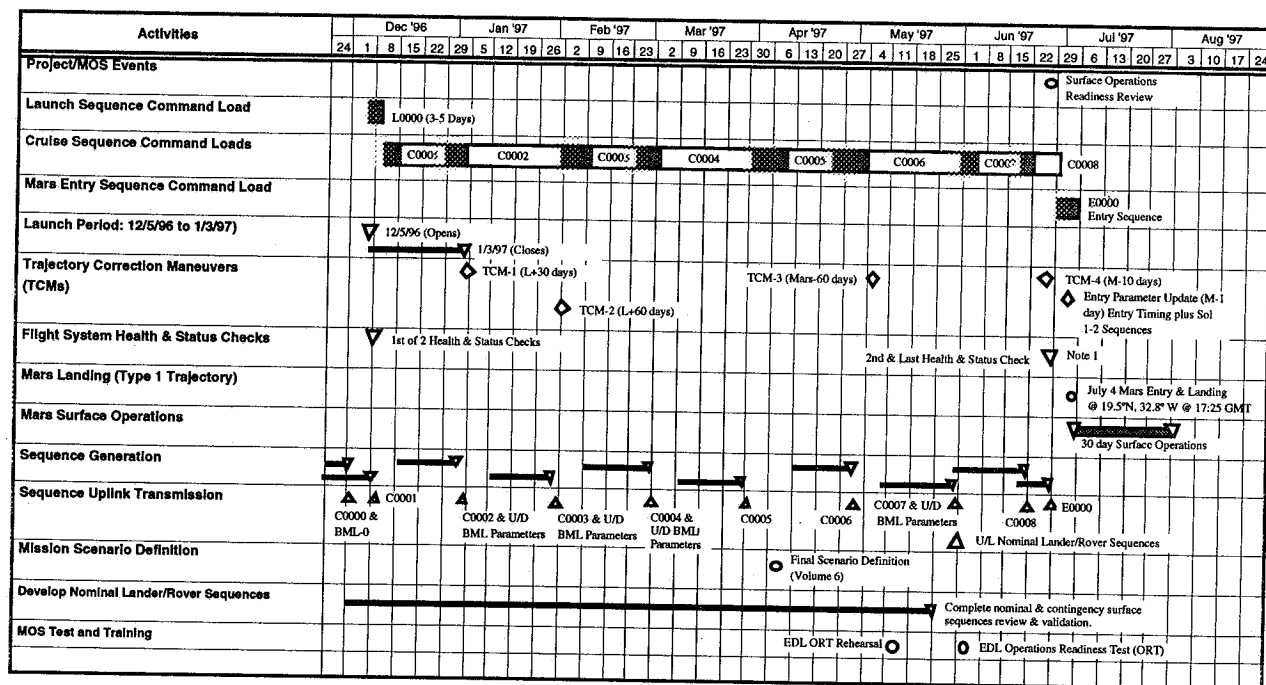 Activities
Dec '96 Jan '97 Feb '97 Mar '97 Apr '97 May '97 Jun '97 Jul '97 Aug '97
24 1 8 15 22 29 5 12 19 26 2 9 16 23 2 9 16 23 30 6 13 20 27 4 11 18 25 1 8 15 22 29 6 13 20 27 3 10 17 24
Project/MOS Events
Surface Operations
Readiness Review
Launch Sequence Command Load
L0000 (3-5 Days)
Cruise Sequence Command Loads
C0002 C0004 C0005 C0006 C0008
Mars Entry Sequence Command Load
E0000
Entry Sequence
Launch Period: 12/5/96 to 1/3/97)
12/5/96 (Opens)
1/3/97 (Closes)
Trajectory Correction Maneuvers
(TCMs)
TCM-1 (L+30 days)
TCM-3 (Mars-60 days)
TCM-4 (M-10 days)
TCM-2 (L+60 days)
Entry Parameter Update (M-1
day) Entry Timing plus Sol
1-2 Sequences
Flight System Health & Status Checks
1st of 2 Health & Status Checks
2nd & Last Health & Status Check
Note 1
Mars Landing (Type 1 Trajectory)
July 4 Mars Entry & Landing
@ 19.5ºN, 32.8º W @ 17:25 GMT
Mars Surface Operations
30 day Surface Operations
Sequence Generation
Sequence Uplink Transmission
C0001
C0000 &
BML-0
C0002 & U/D
BML Parametters
C0003 & U/D
BML Parameters
C0004 &
U/D BML
Parameters
C0005
C0006
C0007 & U/D
BML Parameters
C0008
E0000
U/L Nominal Lander/Rover Sequences
Mission Scenario Definition
Final Scenario Definition
(Volume 6)
Develop Nominal Lander/Rover Sequences
Complete nominal & contingency surface
sequences review & validation.
MOS Test and Training
EDL ORT Rehearsal
EDL Operations Readiness Test (ORT)